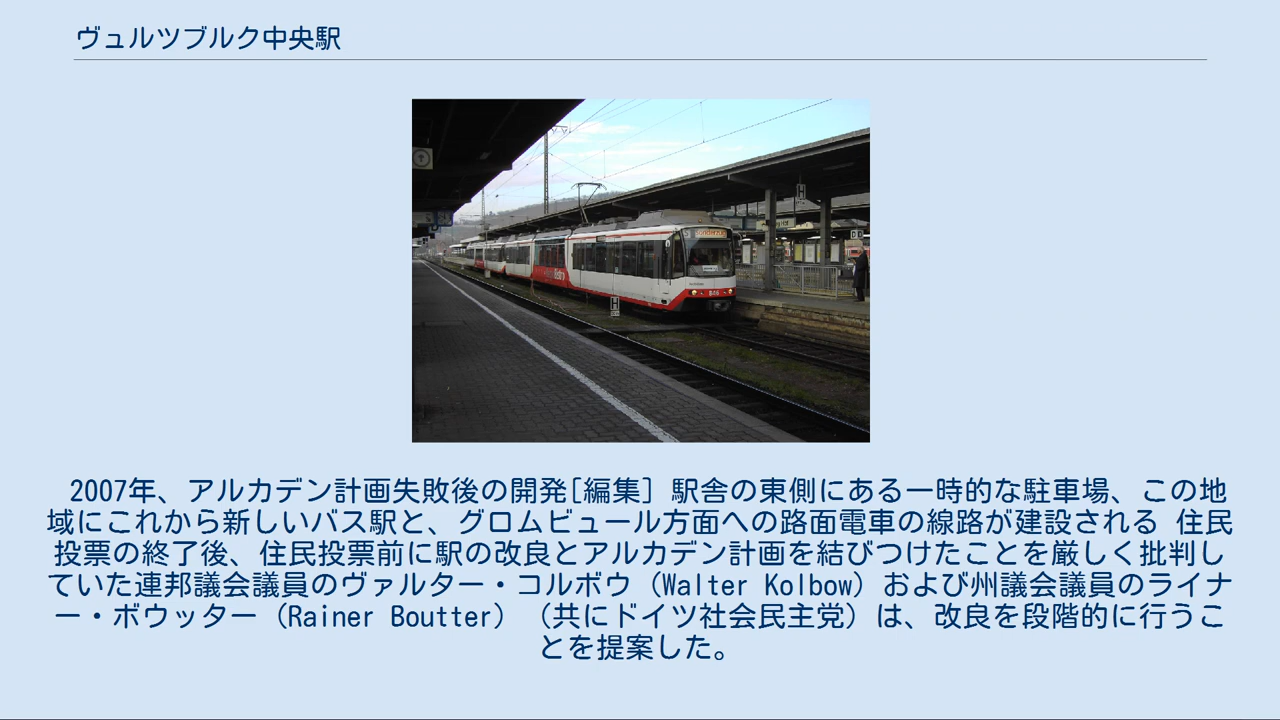 ヴュルツブルク中央駅
Sonderzug
H
H
2007年、アルカデン計画失敗後の開発[編集] 駅舎の東側にある一時的な駐車場、この地
域にこれから新しいバス駅と、グロムビュール方面への路面電車の線路が建設される 住民
投票の終了後、住民投票前に駅の改良とアルカデン計画を結びつけたことを厳しく批判し
ていた連邦議会議員のヴァルター・コルボウ（Walter Kolbow）および州議会議員のライナ
ー・ボウッター（Rainer Boutter）（共にドイツ社会民主党）は、改良を段階的に行うこ
とを提案した。